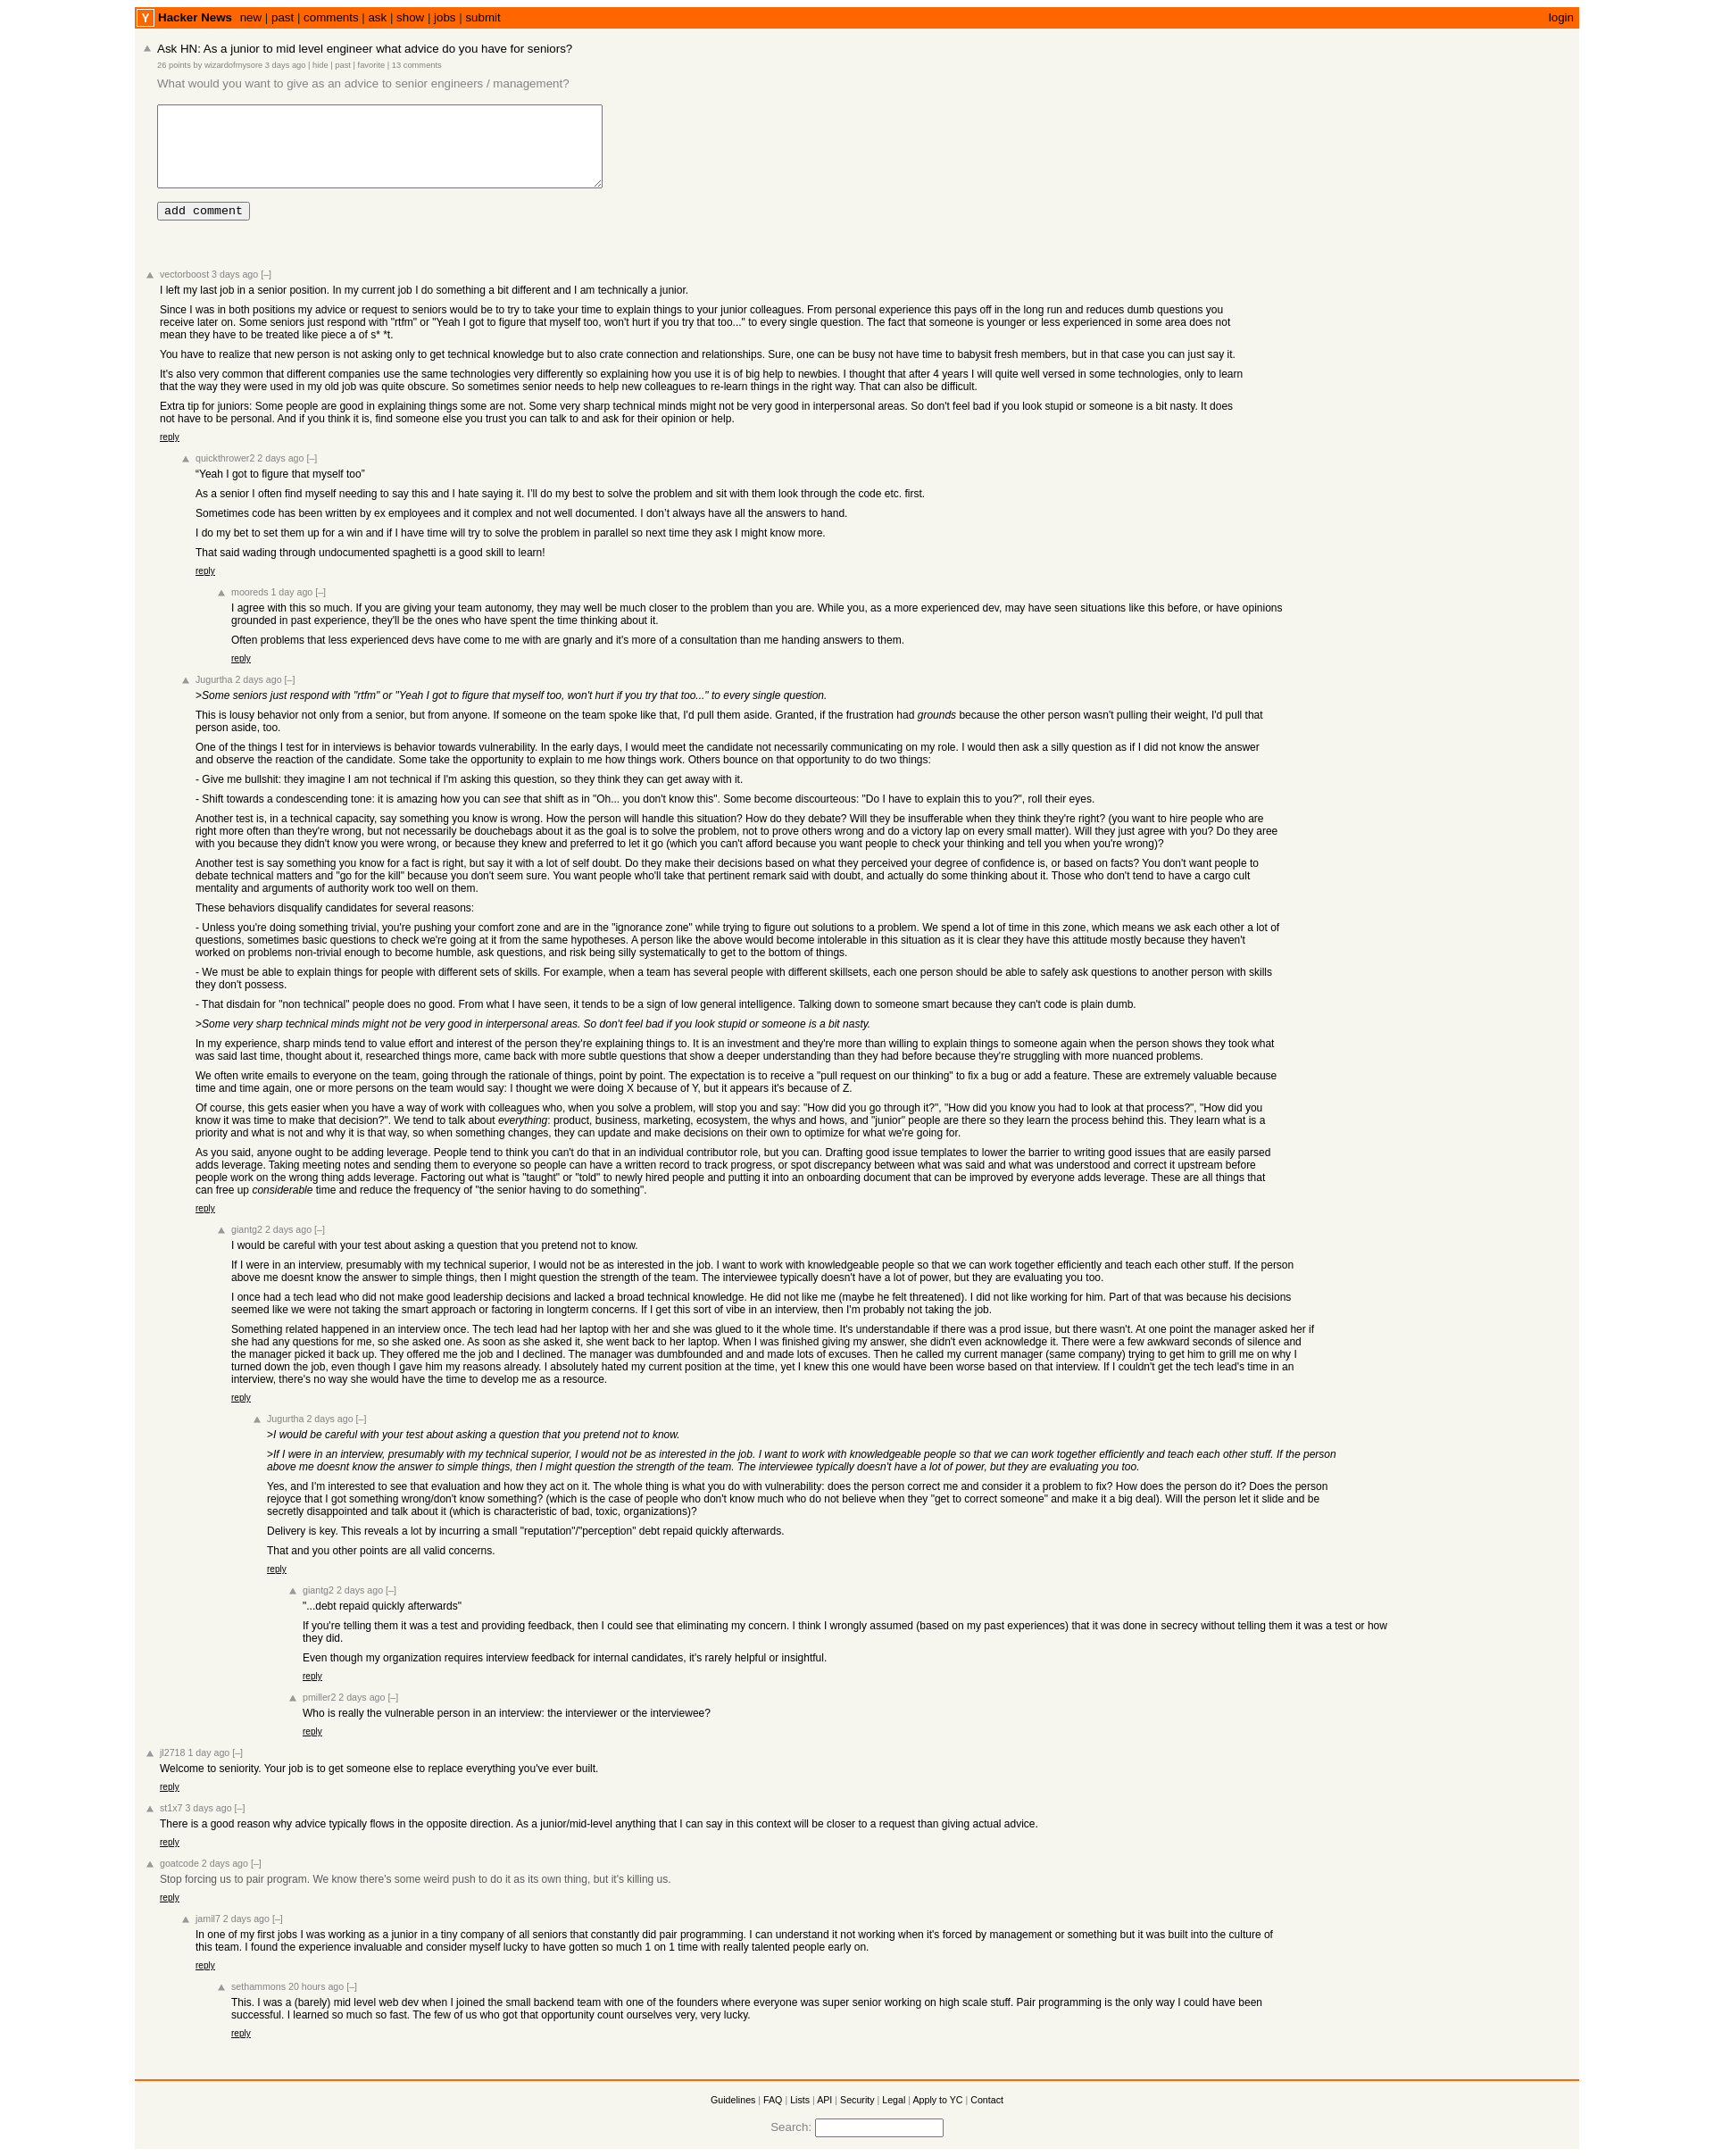 Y Hacker News new | past | comments | ask | show | jobs | submit login
Ask HN: As a junior to mid level engineer what advice do you have for seniors?
26 points by wizardofmysore 3 days ago | hide | past | favorite | 13 comments
What would you want to give as an advice to senior engineers / management?
add comment
vectorboost 3 days ago [–]
I left my last job in a senior position. In my current job I do something a bit different and I am technically a junior.
Since I was in both positions my advice or request to seniors would be to try to take your time to explain things to your junior colleagues. From personal experience this pays off in the long run and reduces dumb questions you
receive later on. Some seniors just respond with "rtfm" or "Yeah I got to figure that myself too, won't hurt if you try that too..." to every single question. The fact that someone is younger or less experienced in some area does not
mean they have to be treated like piece a of s* *t.
You have to realize that new person is not asking only to get technical knowledge but to also crate connection and relationships. Sure, one can be busy not have time to babysit fresh members, but in that case you can just say it.
It's also very common that different companies use the same technologies very differently so explaining how you use it is of big help to newbies. I thought that after 4 years I will quite well versed in some technologies, only to learn
that the way they were used in my old job was quite obscure. So sometimes senior needs to help new colleagues to re-learn things in the right way. That can also be difficult.
Extra tip for juniors: Some people are good in explaining things some are not. Some very sharp technical minds might not be very good in interpersonal areas. So don't feel bad if you look stupid or someone is a bit nasty. It does
not have to be personal. And if you think it is, find someone else you trust you can talk to and ask for their opinion or help.
reply
quickthrower2 2 days ago [–]
“Yeah I got to figure that myself too”
As a senior I often find myself needing to say this and I hate saying it. I’ll do my best to solve the problem and sit with them look through the code etc. first.
Sometimes code has been written by ex employees and it complex and not well documented. I don’t always have all the answers to hand.
I do my bet to set them up for a win and if I have time will try to solve the problem in parallel so next time they ask I might know more.
That said wading through undocumented spaghetti is a good skill to learn!
reply
mooreds 1 day ago [–]
I agree with this so much. If you are giving your team autonomy, they may well be much closer to the problem than you are. While you, as a more experienced dev, may have seen situations like this before, or have opinions
grounded in past experience, they'll be the ones who have spent the time thinking about it.
Often problems that less experienced devs have come to me with are gnarly and it's more of a consultation than me handing answers to them.
reply
Jugurtha 2 days ago [–]
>Some seniors just respond with "rtfm" or "Yeah I got to figure that myself too, won't hurt if you try that too..." to every single question.
This is lousy behavior not only from a senior, but from anyone. If someone on the team spoke like that, I'd pull them aside. Granted, if the frustration had grounds because the other person wasn't pulling their weight, I'd pull that
person aside, too.
One of the things I test for in interviews is behavior towards vulnerability. In the early days, I would meet the candidate not necessarily communicating on my role. I would then ask a silly question as if I did not know the answer
and observe the reaction of the candidate. Some take the opportunity to explain to me how things work. Others bounce on that opportunity to do two things:
- Give me bullshit: they imagine I am not technical if I'm asking this question, so they think they can get away with it.
- Shift towards a condescending tone: it is amazing how you can see that shift as in "Oh... you don't know this". Some become discourteous: "Do I have to explain this to you?", roll their eyes.
Another test is, in a technical capacity, say something you know is wrong. How the person will handle this situation? How do they debate? Will they be insufferable when they think they're right? (you want to hire people who are
right more often than they're wrong, but not necessarily be douchebags about it as the goal is to solve the problem, not to prove others wrong and do a victory lap on every small matter). Will they just agree with you? Do they aree
with you because they didn't know you were wrong, or because they knew and preferred to let it go (which you can't afford because you want people to check your thinking and tell you when you're wrong)?
Another test is say something you know for a fact is right, but say it with a lot of self doubt. Do they make their decisions based on what they perceived your degree of confidence is, or based on facts? You don't want people to
debate technical matters and "go for the kill" because you don't seem sure. You want people who'll take that pertinent remark said with doubt, and actually do some thinking about it. Those who don't tend to have a cargo cult
mentality and arguments of authority work too well on them.
These behaviors disqualify candidates for several reasons:
- Unless you're doing something trivial, you're pushing your comfort zone and are in the "ignorance zone" while trying to figure out solutions to a problem. We spend a lot of time in this zone, which means we ask each other a lot of
questions, sometimes basic questions to check we're going at it from the same hypotheses. A person like the above would become intolerable in this situation as it is clear they have this attitude mostly because they haven't
worked on problems non-trivial enough to become humble, ask questions, and risk being silly systematically to get to the bottom of things.
- We must be able to explain things for people with different sets of skills. For example, when a team has several people with different skillsets, each one person should be able to safely ask questions to another person with skills
they don't possess.
- That disdain for "non technical" people does no good. From what I have seen, it tends to be a sign of low general intelligence. Talking down to someone smart because they can't code is plain dumb.
>Some very sharp technical minds might not be very good in interpersonal areas. So don't feel bad if you look stupid or someone is a bit nasty.
In my experience, sharp minds tend to value effort and interest of the person they're explaining things to. It is an investment and they're more than willing to explain things to someone again when the person shows they took what
was said last time, thought about it, researched things more, came back with more subtle questions that show a deeper understanding than they had before because they're struggling with more nuanced problems.
We often write emails to everyone on the team, going through the rationale of things, point by point. The expectation is to receive a "pull request on our thinking" to fix a bug or add a feature. These are extremely valuable because
time and time again, one or more persons on the team would say: I thought we were doing X because of Y, but it appears it's because of Z.
Of course, this gets easier when you have a way of work with colleagues who, when you solve a problem, will stop you and say: "How did you go through it?", "How did you know you had to look at that process?", "How did you
know it was time to make that decision?". We tend to talk about everything: product, business, marketing, ecosystem, the whys and hows, and "junior" people are there so they learn the process behind this. They learn what is a
priority and what is not and why it is that way, so when something changes, they can update and make decisions on their own to optimize for what we're going for.
As you said, anyone ought to be adding leverage. People tend to think you can't do that in an individual contributor role, but you can. Drafting good issue templates to lower the barrier to writing good issues that are easily parsed
adds leverage. Taking meeting notes and sending them to everyone so people can have a written record to track progress, or spot discrepancy between what was said and what was understood and correct it upstream before
people work on the wrong thing adds leverage. Factoring out what is "taught" or "told" to newly hired people and putting it into an onboarding document that can be improved by everyone adds leverage. These are all things that
can free up considerable time and reduce the frequency of "the senior having to do something".
reply
giantg2 2 days ago [–]
I would be careful with your test about asking a question that you pretend not to know.
If I were in an interview, presumably with my technical superior, I would not be as interested in the job. I want to work with knowledgeable people so that we can work together efficiently and teach each other stuff. If the person
above me doesnt know the answer to simple things, then I might question the strength of the team. The interviewee typically doesn't have a lot of power, but they are evaluating you too.
I once had a tech lead who did not make good leadership decisions and lacked a broad technical knowledge. He did not like me (maybe he felt threatened). I did not like working for him. Part of that was because his decisions
seemed like we were not taking the smart approach or factoring in longterm concerns. If I get this sort of vibe in an interview, then I'm probably not taking the job.
Something related happened in an interview once. The tech lead had her laptop with her and she was glued to it the whole time. It's understandable if there was a prod issue, but there wasn't. At one point the manager asked her if
she had any questions for me, so she asked one. As soon as she asked it, she went back to her laptop. When I was finished giving my answer, she didn't even acknowledge it. There were a few awkward seconds of silence and
the manager picked it back up. They offered me the job and I declined. The manager was dumbfounded and and made lots of excuses. Then he called my current manager (same company) trying to get him to grill me on why I
turned down the job, even though I gave him my reasons already. I absolutely hated my current position at the time, yet I knew this one would have been worse based on that interview. If I couldn't get the tech lead's time in an
interview, there's no way she would have the time to develop me as a resource.
reply
Jugurtha 2 days ago [–]
>I would be careful with your test about asking a question that you pretend not to know.
>If I were in an interview, presumably with my technical superior, I would not be as interested in the job. I want to work with knowledgeable people so that we can work together efficiently and teach each other stuff. If the person
above me doesnt know the answer to simple things, then I might question the strength of the team. The interviewee typically doesn't have a lot of power, but they are evaluating you too.
Yes, and I'm interested to see that evaluation and how they act on it. The whole thing is what you do with vulnerability: does the person correct me and consider it a problem to fix? How does the person do it? Does the person
rejoyce that I got something wrong/don't know something? (which is the case of people who don't know much who do not believe when they "get to correct someone" and make it a big deal). Will the person let it slide and be
secretly disappointed and talk about it (which is characteristic of bad, toxic, organizations)?
Delivery is key. This reveals a lot by incurring a small "reputation"/"perception" debt repaid quickly afterwards.
That and you other points are all valid concerns.
reply
giantg2 2 days ago [–]
"...debt repaid quickly afterwards"
If you're telling them it was a test and providing feedback, then I could see that eliminating my concern. I think I wrongly assumed (based on my past experiences) that it was done in secrecy without telling them it was a test or how
they did.
Even though my organization requires interview feedback for internal candidates, it's rarely helpful or insightful.
reply
pmiller2 2 days ago [–]
Who is really the vulnerable person in an interview: the interviewer or the interviewee?
reply
jl2718 1 day ago [–]
Welcome to seniority. Your job is to get someone else to replace everything you've ever built.
reply
st1x7 3 days ago [–]
There is a good reason why advice typically flows in the opposite direction. As a junior/mid-level anything that I can say in this context will be closer to a request than giving actual advice.
reply
goatcode 2 days ago [–]
Stop forcing us to pair program. We know there's some weird push to do it as its own thing, but it's killing us.
reply
jamil7 2 days ago [–]
In one of my first jobs I was working as a junior in a tiny company of all seniors that constantly did pair programming. I can understand it not working when it's forced by management or something but it was built into the culture of
this team. I found the experience invaluable and consider myself lucky to have gotten so much 1 on 1 time with really talented people early on.
reply
sethammons 20 hours ago [–]
This. I was a (barely) mid level web dev when I joined the small backend team with one of the founders where everyone was super senior working on high scale stuff. Pair programming is the only way I could have been
successful. I learned so much so fast. The few of us who got that opportunity count ourselves very, very lucky.
reply
Guidelines | FAQ | Lists | API | Security | Legal | Apply to YC | Contact
Search: